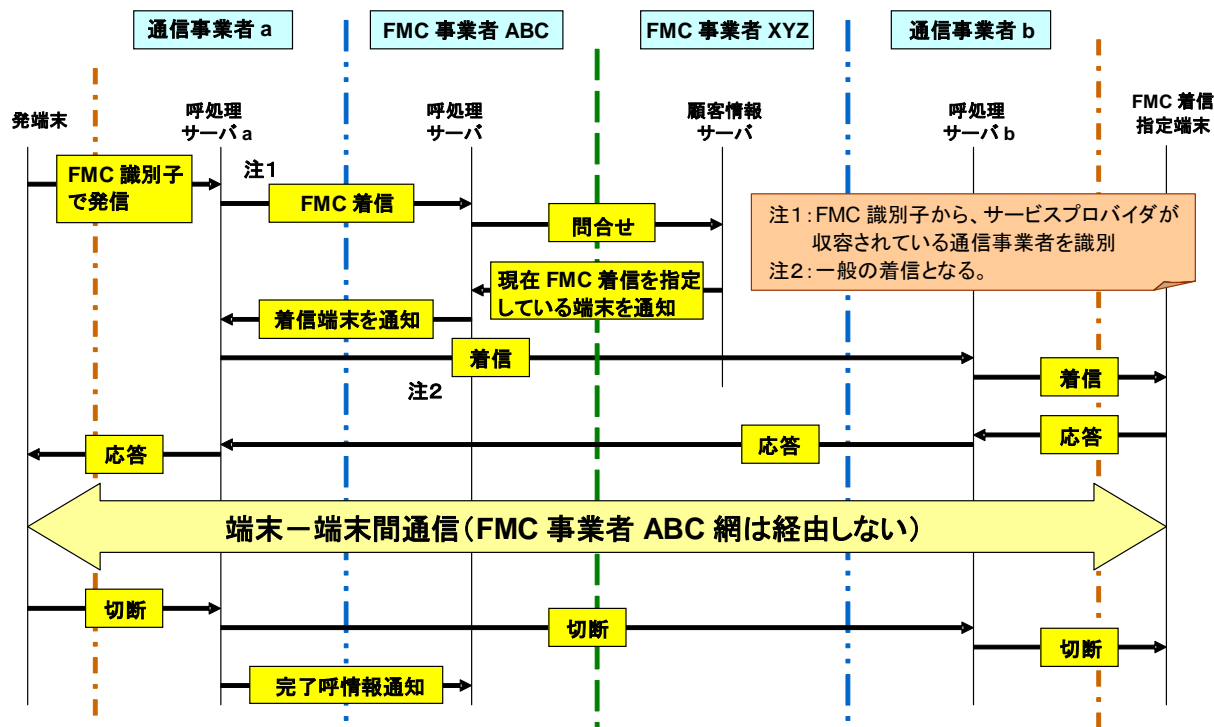 通信事業者 a
FMC 事業者 ABC
FMC 事業者 XYZ
通信事業者 b
発端末
呼処理
サーバ a
呼処理
サーバ
顧客情報
サーバ
呼処理
サーバ b
FMC 着信
指定端末
FMC 識別子
で発信
注1
FMC 着信
問合せ
注1:FMC 識別子から、サービスプロバイダが
収容されている通信事業者を識別
注2:一般の着信となる。
現在 FMC 着信を指定
している端末を通知
着信端末を通知
着信
注2
着信
応答
応答
応答
端末-端末間通信(FMC 事業者 ABC 網は経由しない)
切断
切断
切断
完了呼情報通知